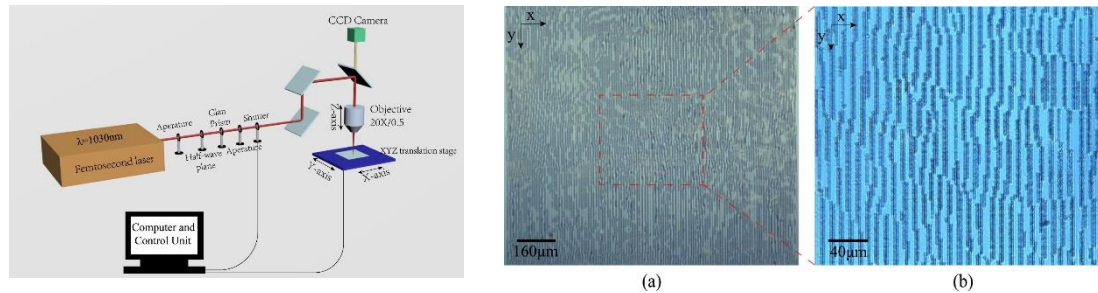 CCD Camera
Z-axis
Objective
20X/0.5
Aperature
Glan
Prism
Shutter
λ=1030nm
Femtosecond laser
Half-wave
plane
Aperature
XYZ translation stage
Y-axis
X-axis
Computer and
Control Unit
x
y
160μm
(a)
x
y
40μm
(b)